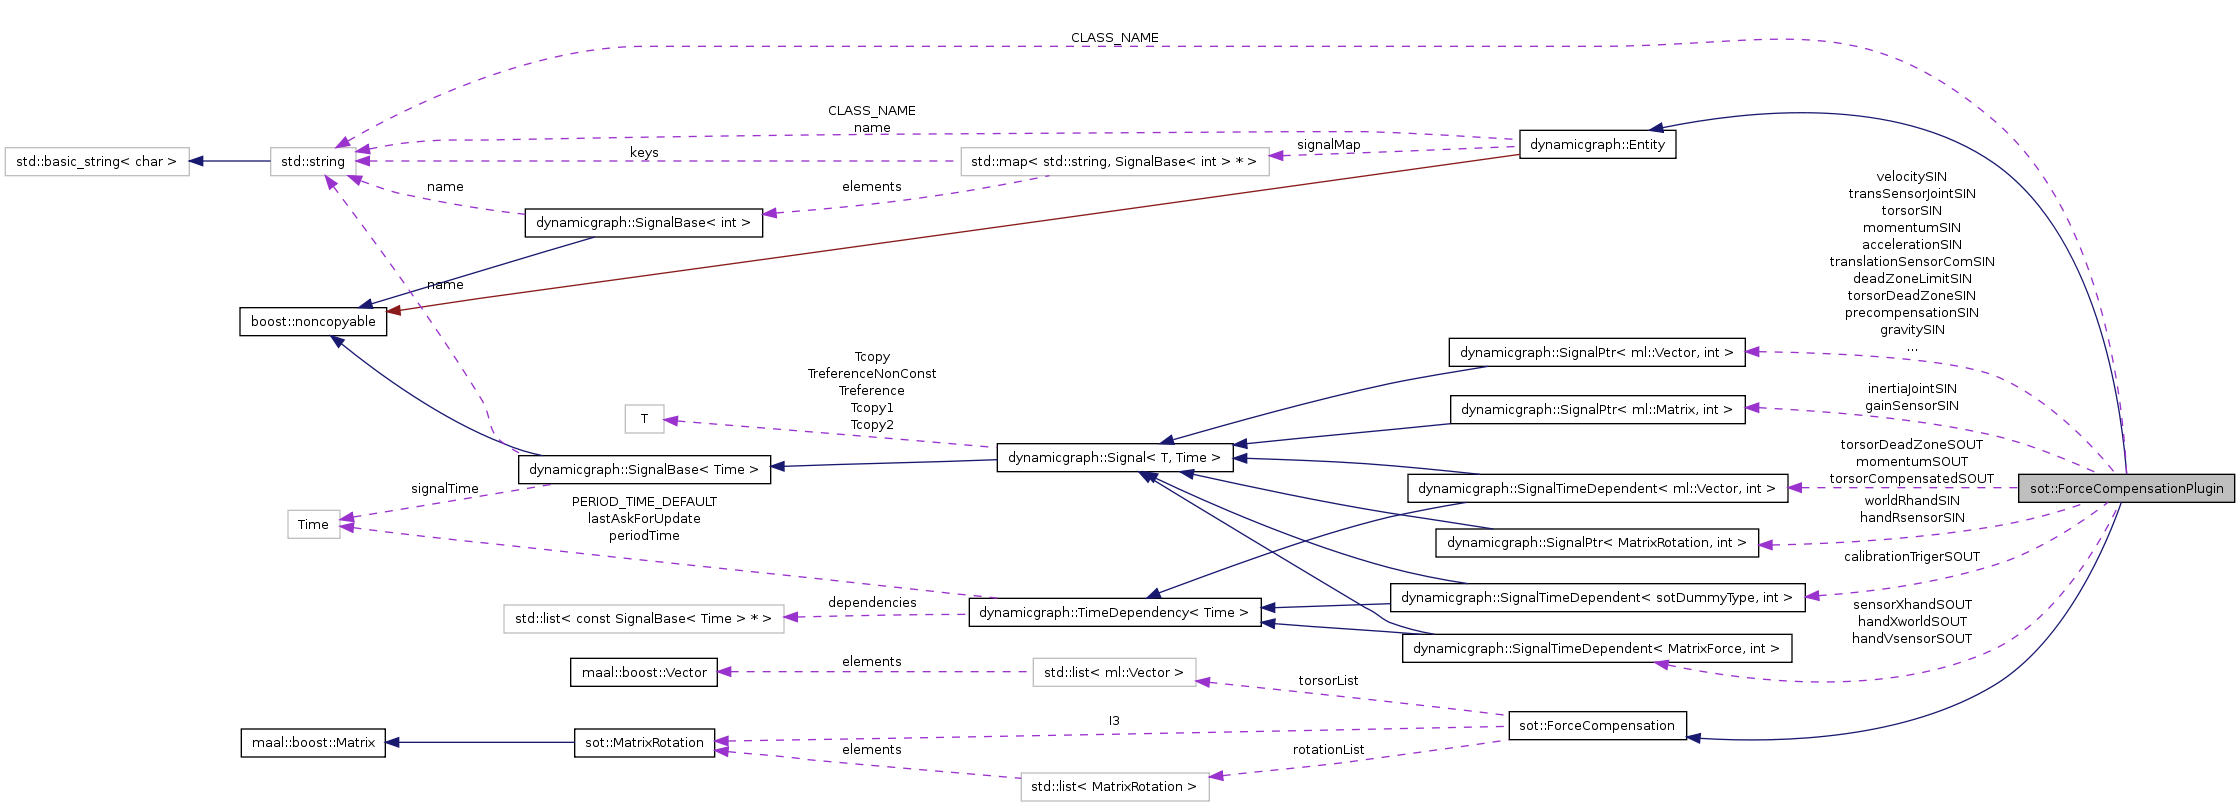 CLASS_NAME
CLASS_NAME
name
std::basic_string< char >
std::string
keys
std::map< std::string, SignalBase< int > * >
signalMap
dynamicgraph::Entity
name
elements
dynamicgraph::SignalBase< int >
velocitySIN
transSensorJointSIN
torsorSIN
momentumSIN
accelerationSIN
translationSensorComSIN
deadZoneLimitSIN
torsorDeadZoneSIN
precompensationSIN
gravitySIN
...
name
boost::noncopyable
dynamicgraph::SignalPtr< ml::Vector, int >
Tcopy
TreferenceNonConst
Treference
Tcopy1
Tcopy2
T
inertiaJointSIN
gainSensorSIN
dynamicgraph::SignalPtr< ml::Matrix, int >
dynamicgraph::Signal< T, Time >
dynamicgraph::SignalBase< Time >
torsorDeadZoneSOUT
momentumSOUT
torsorCompensatedSOUT
dynamicgraph::SignalTimeDependent< ml::Vector, int >
sot::ForceCompensationPlugin
signalTime
PERIOD_TIME_DEFAULT
lastAskForUpdate
periodTime
Time
worldRhandSIN
handRsensorSIN
dynamicgraph::SignalPtr< MatrixRotation, int >
calibrationTrigerSOUT
dynamicgraph::SignalTimeDependent< sotDummyType, int >
dependencies
std::list< const SignalBase< Time > * >
dynamicgraph::TimeDependency< Time >
sensorXhandSOUT
handXworldSOUT
handVsensorSOUT
dynamicgraph::SignalTimeDependent< MatrixForce, int >
maal::boost::Vector
elements
std::list< ml::Vector >
torsorList
I3
sot::ForceCompensation
maal::boost::Matrix
sot::MatrixRotation
elements
rotationList
std::list< MatrixRotation >